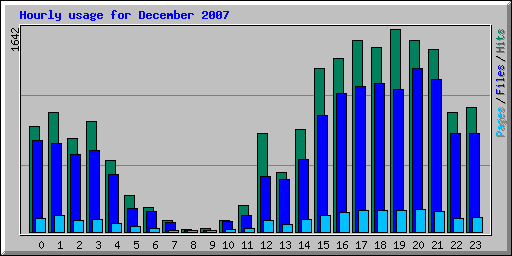 Hourly usage for December 2007
1642
Pages/Files/Hits
0 1 2 3 4 5 6 7 8 9 10 11 12 13 14 15 16 17 18 19 20 21 22 23